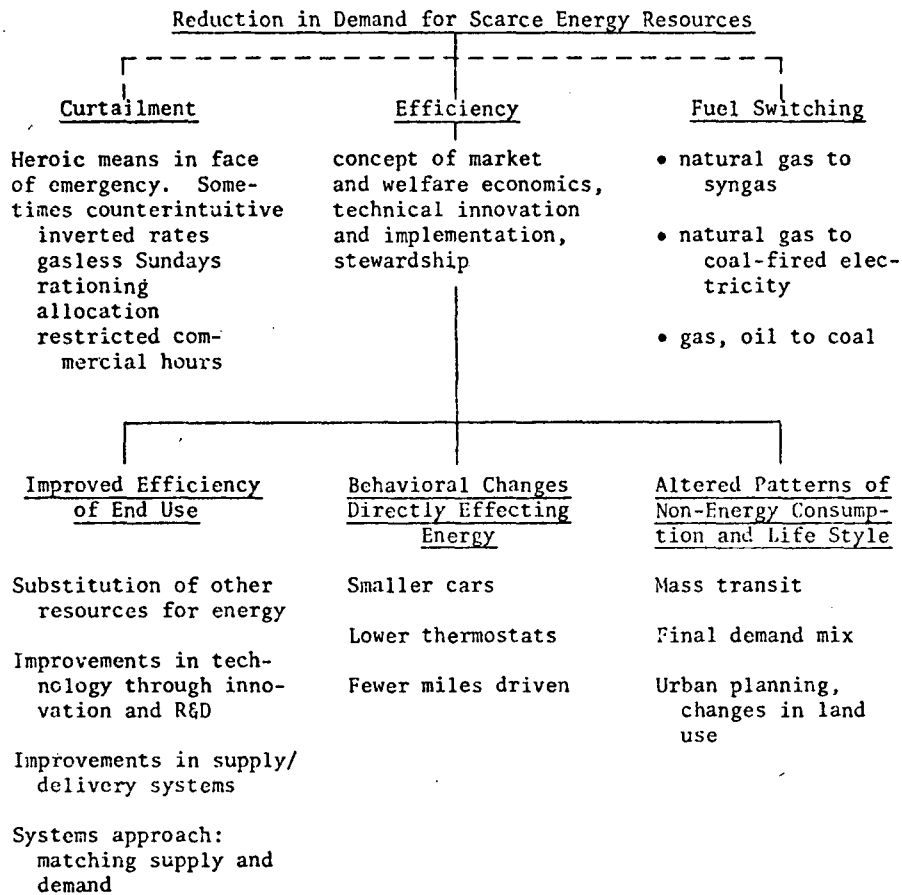 Reduction in Demand for Scarce Energy Resources
Curtailment
Heroic means in face
of emergency. Some-
times counterintuitive
inverted rates
gasless Sundays
rationing
allocation
restricted com-
mercial hours
Efficiency
concept of market
and welfare economics,
technical innovation
and implementation,
stewardship
Fuel Switching
• natural gas to
syngas
• natural gas to
coal-fired elec-
tricity
• gas, oil to coal
Improved Efficiency
of End Use
Substitution of other
resources for energy
Improvements in tech-
nology through inno-
vation and R&D
Improvements in supply/
delivery systems
Systems approach:
matching supply and
demand
Behavioral Changes
Directly Effecting
Energy
Smaller cars
Lower thermostats
Fewer miles driven
Altered Patterns of
Non-Energy Consump-
tion and Life Style
Mass transit
Final demand mix
Urban planning,
changes in land
use